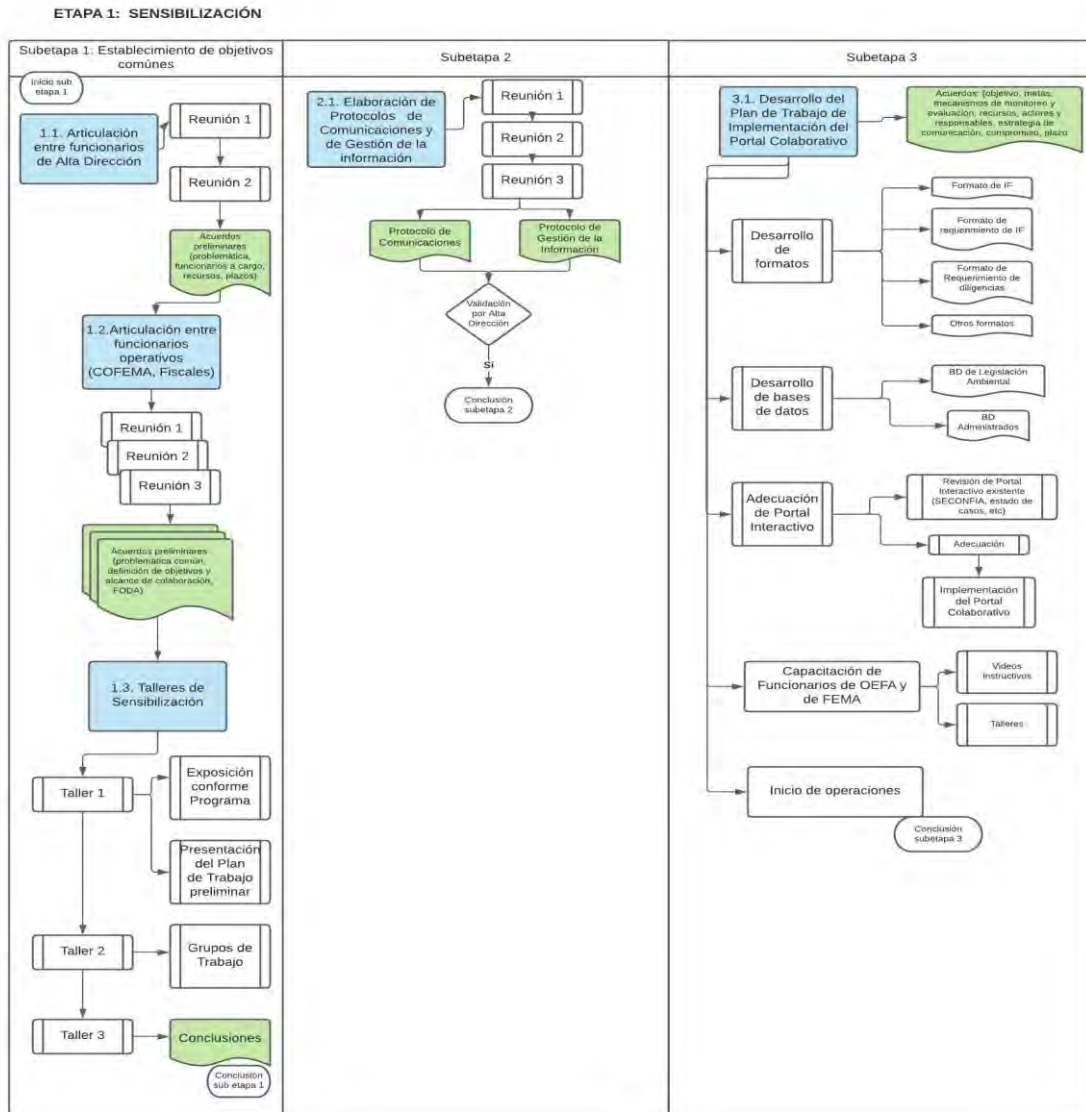 ETAPA 1: SENSIBILIZACIÓN
Subetapa 1: Establecimiento de objetivos
comúnes
Inicio sub
etapa 1
1.1. Articulación
entre funcionarios
de Alta Dirección
Reunión 1
Reunión 2
Acuerdos
preliminares
(problemática,
funcionarios a cargo,
recursos, plazos)
1.2.Articulación entre
funcionarios
operativos
(COFEMA, Fiscales)
Reunión 1
Reunión 2
Reunión 3
Acuerdos preliminares
(problemática común,
definición de objetivos y
alcance de colaboración,
FODA)
1.3. Talleres de
Sensibilización
Taller 1
Exposición
conforme
Programa
Presentación
del Plan
de Trabajo
preliminar
Taller 2
Grupos de
Trabajo
Taller 3
Conclusiones
Conclusión
sub etapa 1
Subetapa 2
2.1. Elaboración de
Protocolos de
Comunicaciones y
de Gestión de la
información
Reunión 1
Reunión 2
Reunión 3
Protocolo de
Comunicaciones
Protocolo de
Gestión de la
Información
Validación
por Alta
Dirección
Si
Conclusión
subetapa 2
Subetapa 3
3.1. Desarrollo del
Plan de Trabajo de
Implementación del
Portal Colaborativo
Acuerdos: (objetivo, metas,
mecanismos de monitoreo y
evaluación, recursos, actores y
responsables, estrategia de
comunicación, compromiso, plazo
Desarrollo
de
formatos
Formato de IF
Formato de
requerimiento de IF
Formato de
Requerimiento de
diligencias
Otros formatos
Desarrollo
de bases
de datos
BD de Legislación
Ambiental
BD
Administrados
Adecuación
de Portal
Interactivo
Revisión de Portal
Interactivo existente
(SECONFIA, estado de
casos, etc)
Adecuación
Implementación
del Portal
Colaborativo
Capacitación de
Funcionarios de OEFA y
de FEMA
Videos
Instructivos
Talleres
Inicio de operaciones
Conclusión
subetapa 3